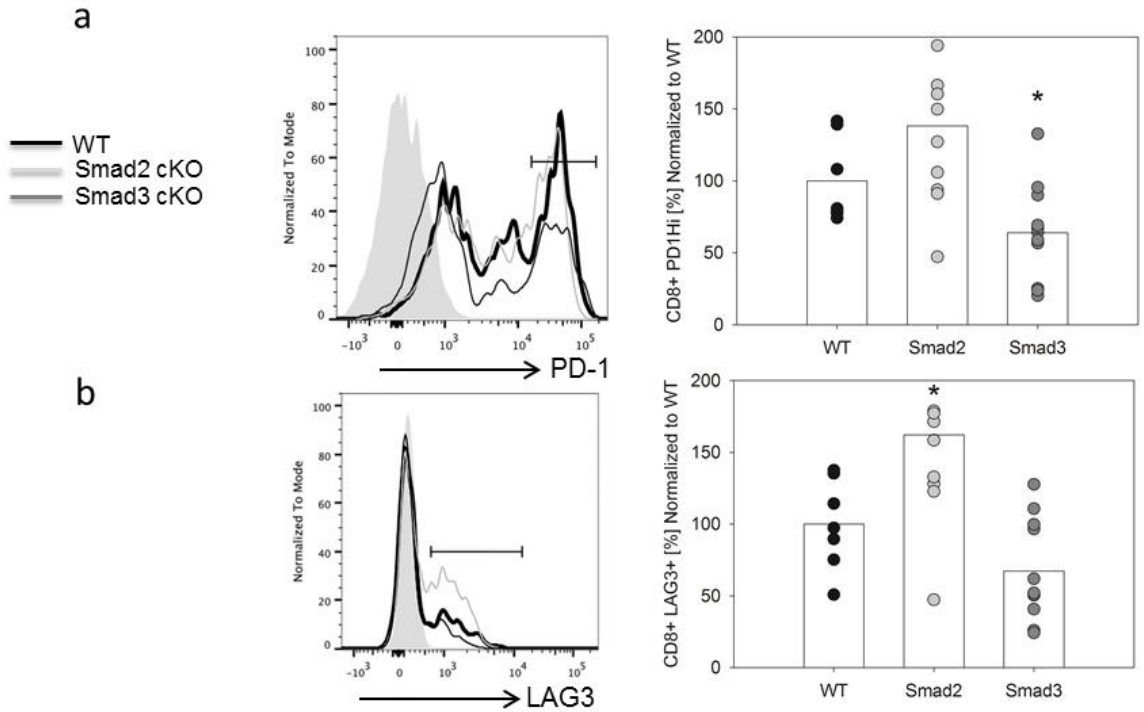 a
WT
Smad2 cKO
Smad3 cKO
Normalized To Mode
100
80
60
40
20
0
-10³ 0 10³ 10⁴ 10⁵
PD-1
CD8+ PD1Hi [%] Normalized to WT
200
150
100
50
0
*
WT Smad2 Smad3
b
Normalized To Mode
100
80
60
40
20
0
-10³ 0 10³ 10⁴ 10⁵
LAG3
CD8+ LAG3+ [%] Normalized to WT
200
150
100
50
0
*
WT Smad2 Smad3